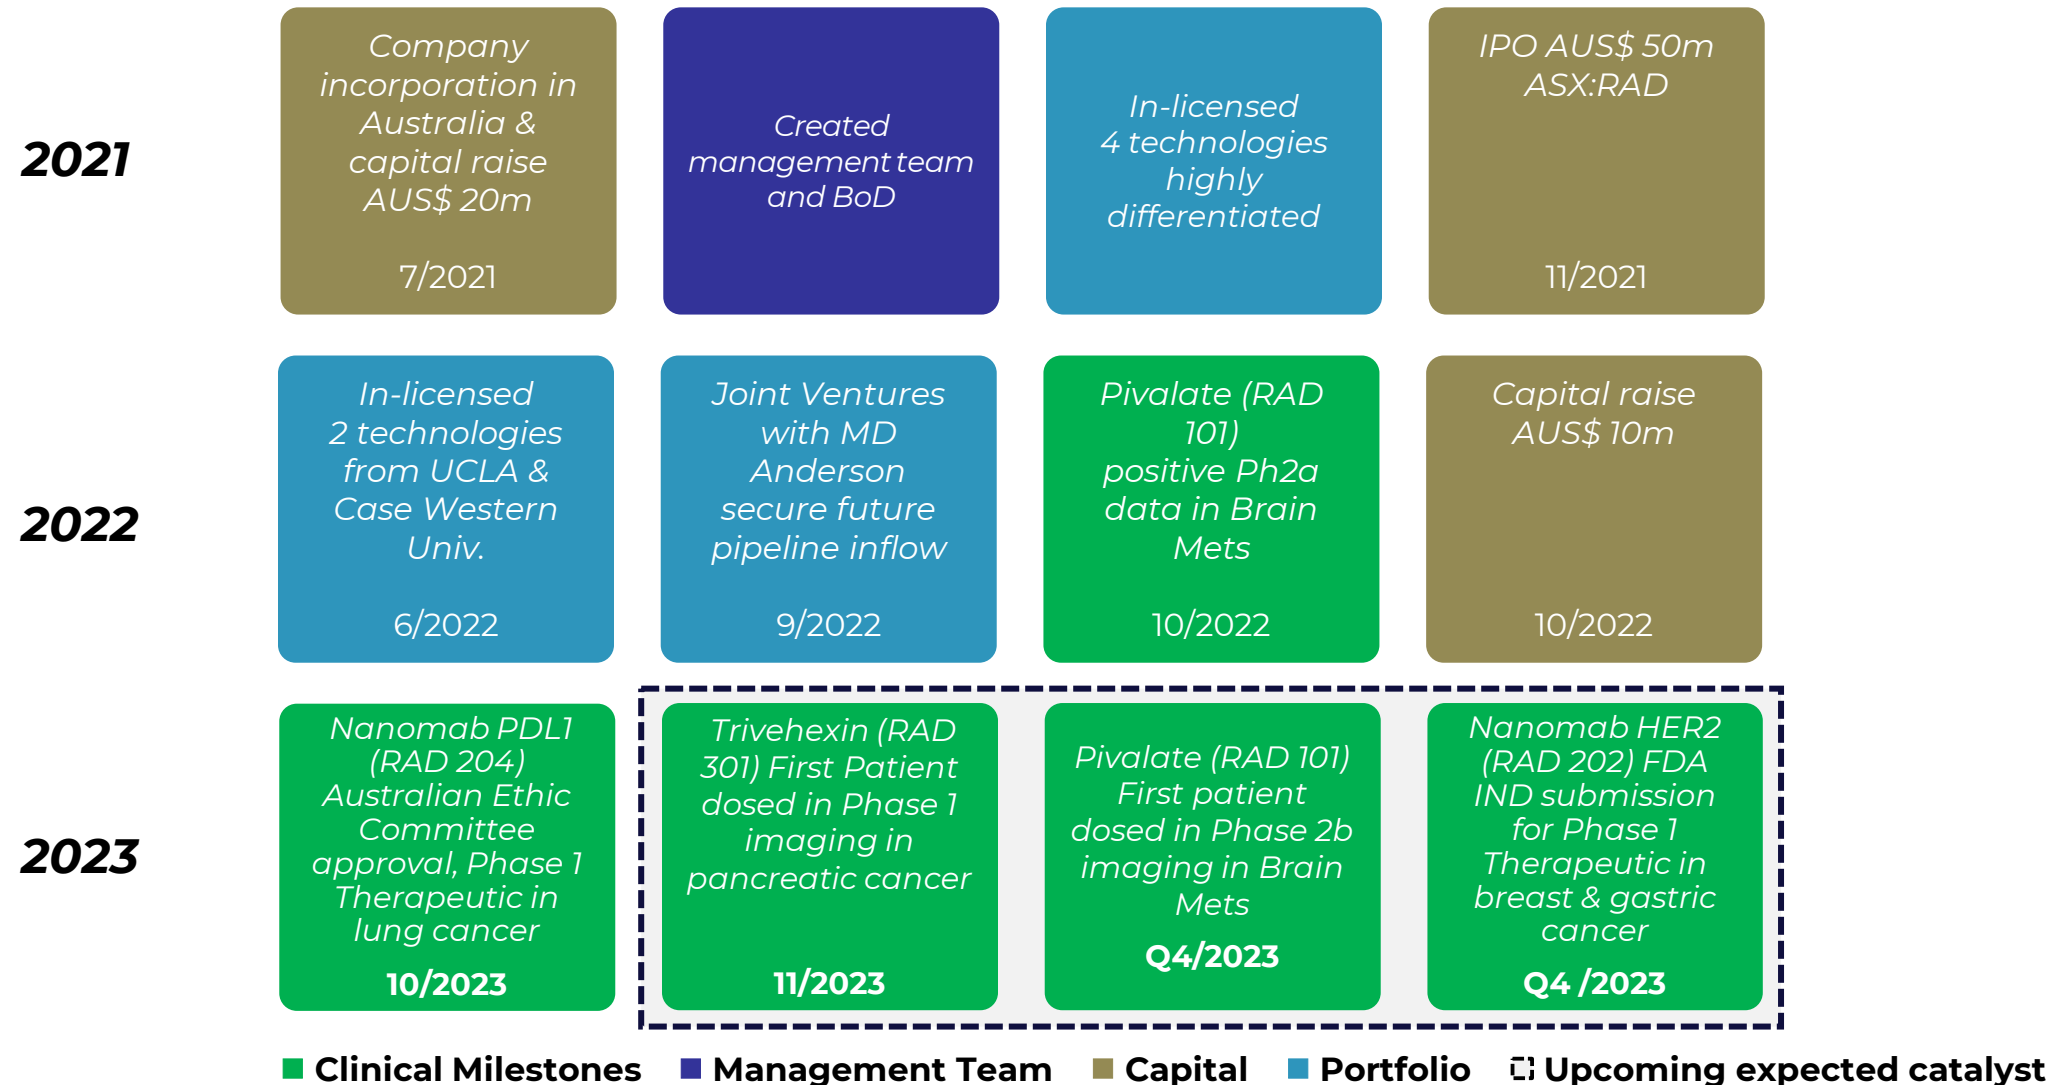 2021
Company
incorporation in
Australia &
capital raise
AUS$ 20m
7/2021
Created
management team
and BoD
In-licensed
4 technologies
highly
differentiated
IPO AUS$ 50m
ASX:RAD
11/2021
2022
In-licensed
2 technologies
from UCLA &
Case Western
Univ.
6/2022
Joint Ventures
with MD
Anderson
secure future
pipeline inflow
9/2022
Pivalate (RAD
101)
positive Ph2a
data in Brain
Mets
10/2022
Capital raise
AUS$ 10m
10/2022
2023
Nanomab PDL1
(RAD 204)
Australian Ethic
Committee
approval, Phase 1
Therapeutic in
lung cancer
10/2023
Trivehexin (RAD
301) First Patient
dosed in Phase 1
imaging in
pancreatic cancer
11/2023
Pivalate (RAD 101)
First patient
dosed in Phase 2b
imaging in Brain
Mets
Q4/2023
Nanomab HER2
(RAD 202) FDA
IND submission
for Phase 1
Therapeutic in
breast & gastric
cancer
Q4 /2023
Clinical Milestones
Management Team
Capital
Portfolio
Upcoming expected catalyst